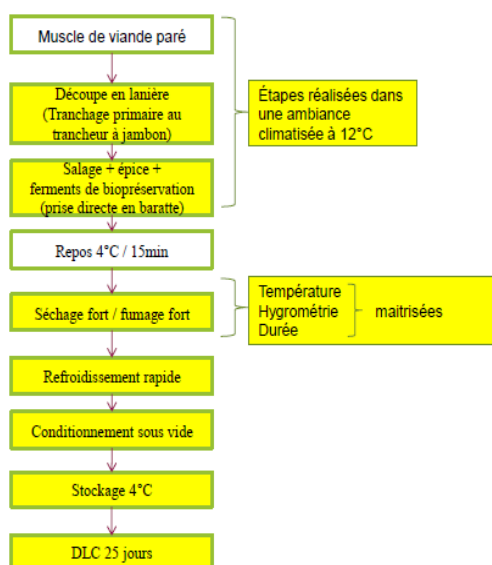 Muscle de viande paré
Découpe en lanière
(Tranchage primaire au
trancheur à jambon)
Étapes réalisées dans
une ambiance
climatisée à 12°C
Salage + épice +
ferments de biopréservation
(prise directe en baratte)
Repos 4°C / 15min
Séchage fort / fumage fort
Température
Hygrométrie
Durée
maitrisées
Refroidissement rapide
Conditionnement sous vide
Stockage 4°C
DLC 25 jours